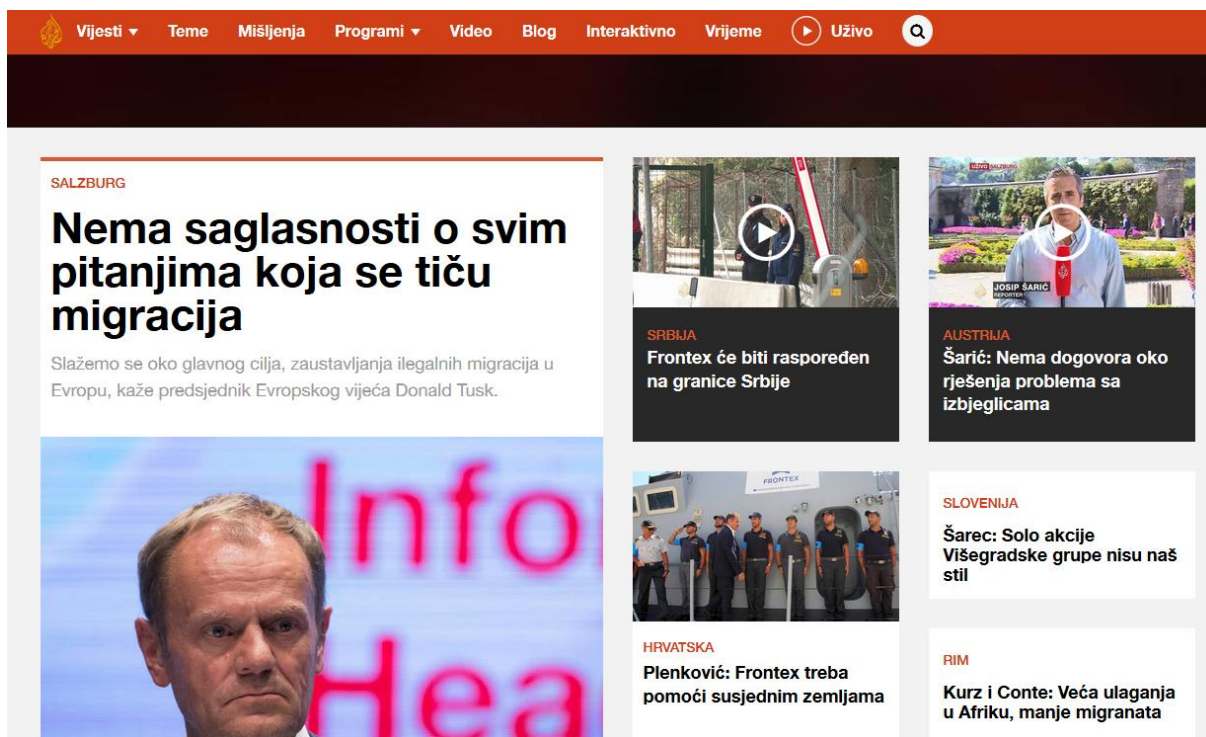 Vijesti Teme Mišljenja Programi Video Blog Interaktivno Vrijeme Uživo
SALZBURG
Nema saglasnosti o svim
pitanjima koja se tiču
migracija
Slažemo se oko glavnog cilja, zaustavljanja ilegalnih migracija u
Evropu, kaže predsjednik Evropskog vijeća Donald Tusk.
Infor
Hea
SRBIJA
Frontex će biti raspoređen
na granice Srbije
UŽIVO SALZBURG
JOSIP ŠARIĆ
REPORTER
AUSTRIJA
Šarić: Nema dogovora oko
rješenja problema sa
izbjeglicama
FRONTEX
HRVATSKA
Plenković: Frontex treba
pomoći susjednim zemljama
SLOVENIJA
Šarec: Solo akcije
Višegradske grupe nisu naš
stil
RIM
Kurz i Conte: Veća ulaganja
u Afriku, manje migranata